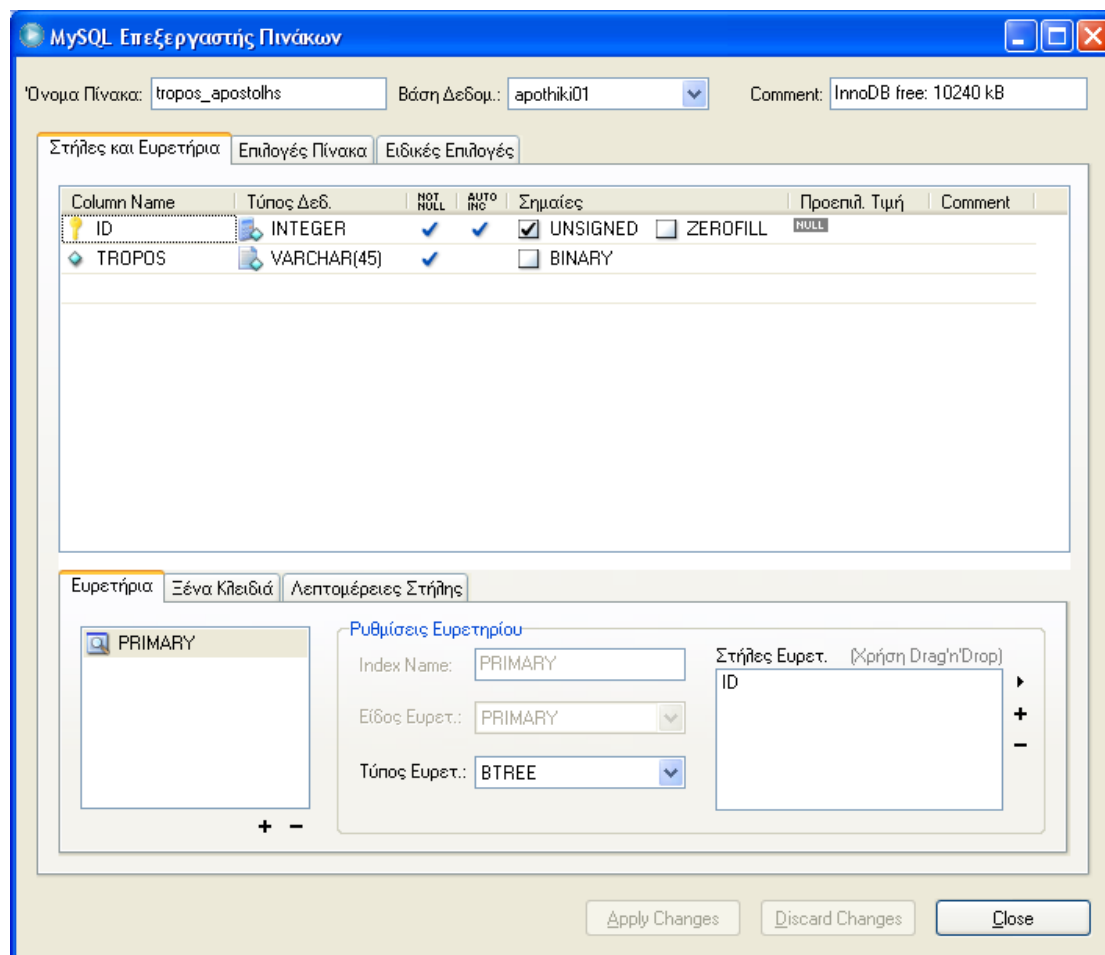 MySQL Επεξεργαστής Πινάκων
Όνομα Πίνακα: tropos_apostolhs Βάση Δεδομ.: apothiki01 Comment: InnoDB free: 10240 kB
Στήλες και Ευρετήρια Επιλογές Πίνακα Ειδικές Επιλογές
Column Name Τύπος Δεδ. NOT NULL AUTO INC Σημαίες Προεπιλ. Τιμή Comment
ID INTEGER UNSIGNED ZEROFILL NULL
TROPOS VARCHAR(45) BINARY
Ευρετήρια Ξένα Κλειδιά Λεπτομέρειες Στήλης
PRIMARY
Ρυθμίσεις Ευρετηρίου
Index Name: PRIMARY
Είδος Ευρετ.: PRIMARY
Τύπος Ευρετ.: BTREE
Στήλες Ευρετ. (Χρήση Drag'n'Drop)
ID
Apply Changes Discard Changes Close